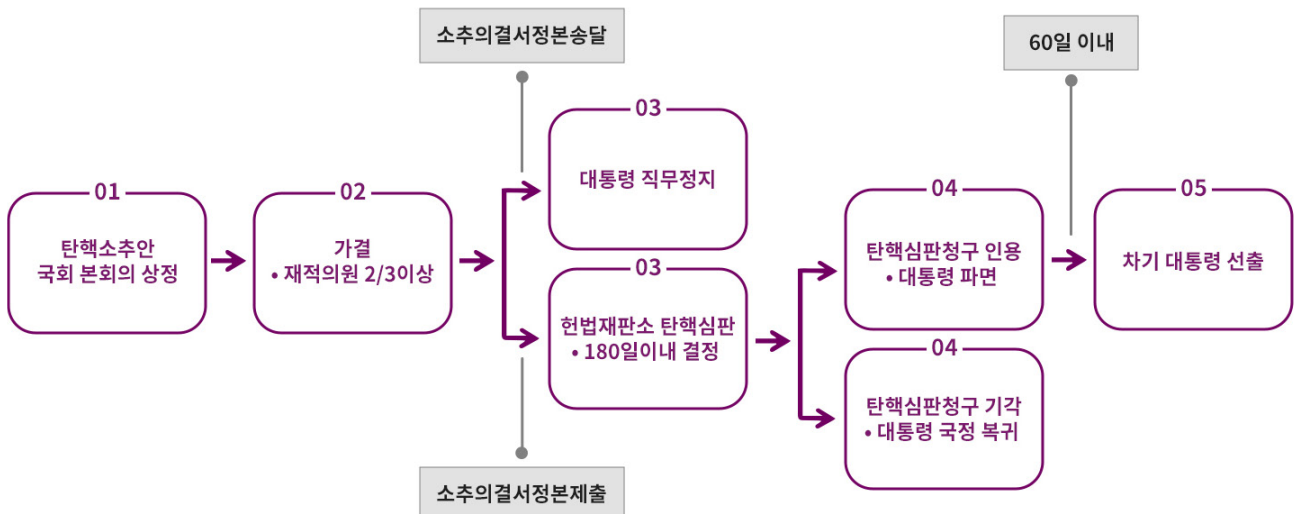 소추의결서정본송달
60일 이내
01
탄핵소추안
국회 본회의 상정
02
가결
• 재적의원 2/3이상
03
대통령 직무정지
03
헌법재판소 탄핵심판
• 180일이내 결정
소추의결서정본제출
04
탄핵심판청구 인용
• 대통령 파면
04
탄핵심판청구 기각
• 대통령 국정 복귀
05
차기 대통령 선출